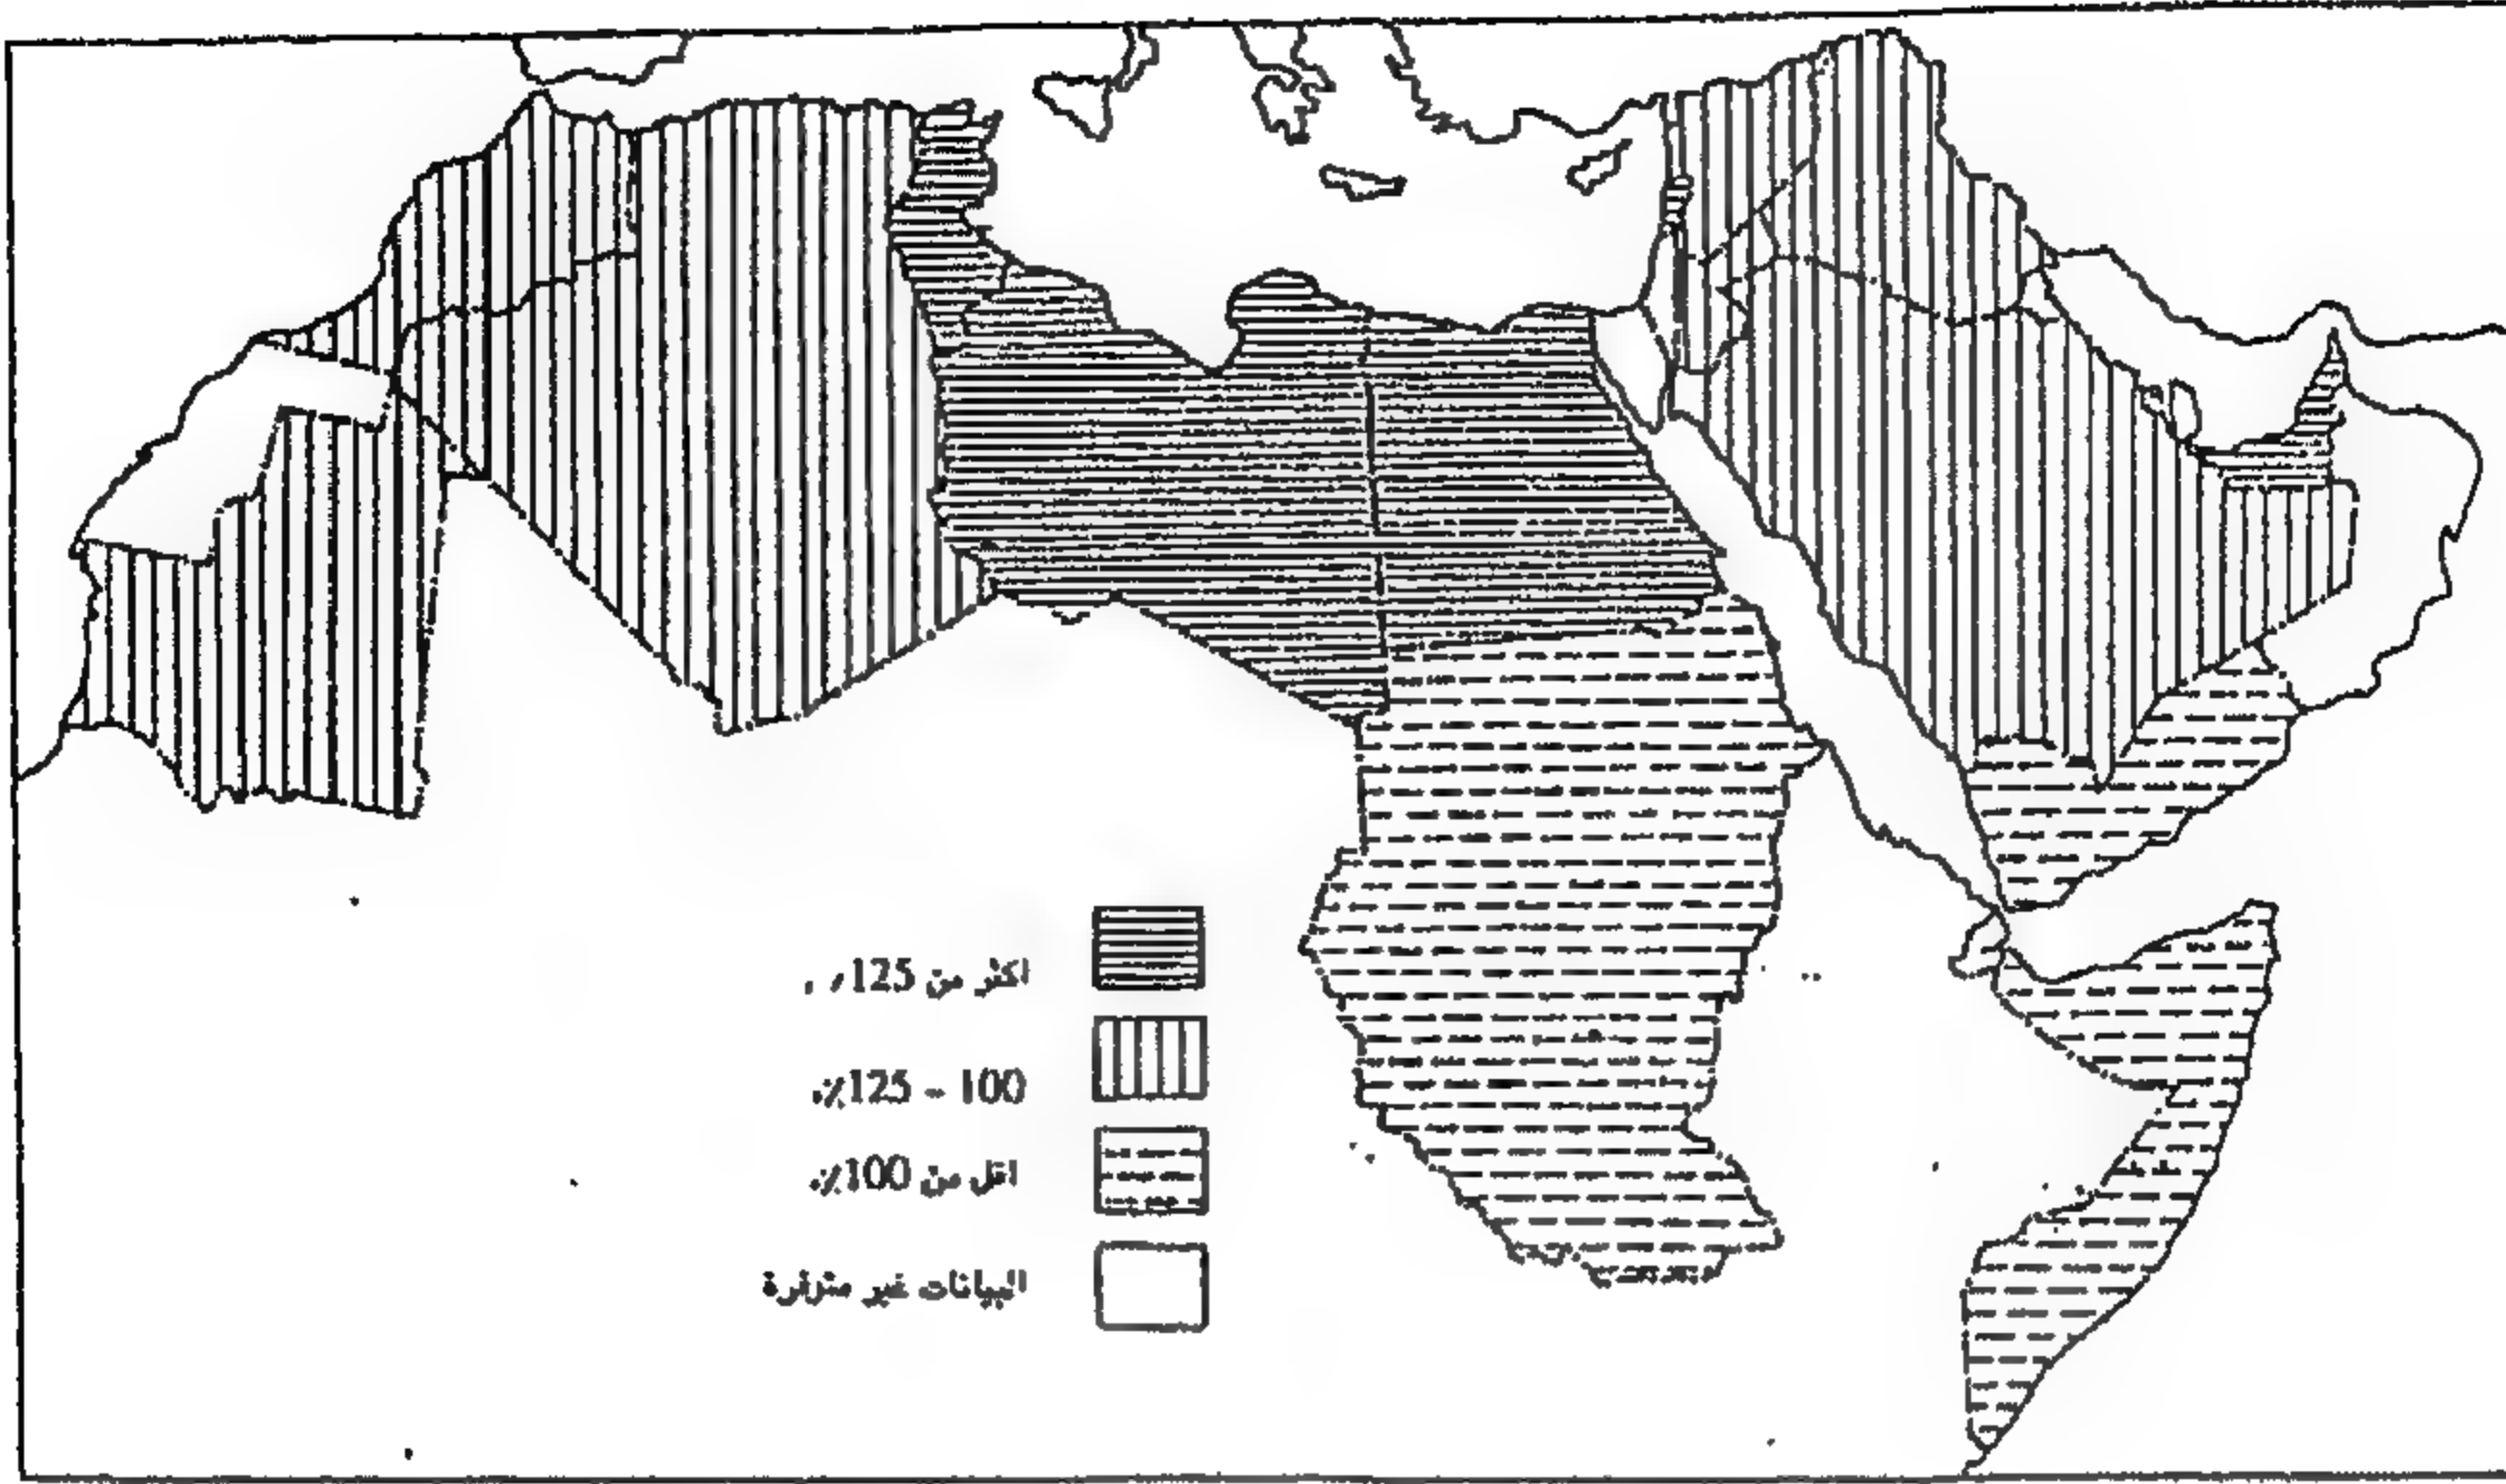 اكثر من 125٪
100 - 125٪
اقل من 100٪
البيانات غير متوفرة